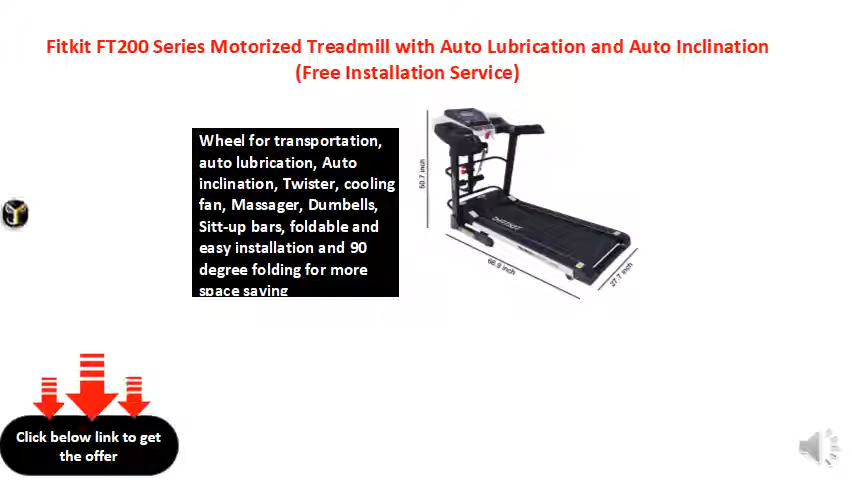 Fitkit FT200 Series Motorized Treadmill with Auto Lubrication and Auto Inclination
(Free Installation Service)
Wheel for transportation,
auto lubrication, Auto
inclination, Twister, cooling
fan, Massager, Dumbells,
Sitt-up bars, foldable and
easy installation and 90
degree folding for more
space saving
50.7 inch
66.9 inch
27.7 inch
Click below link to get
the offer